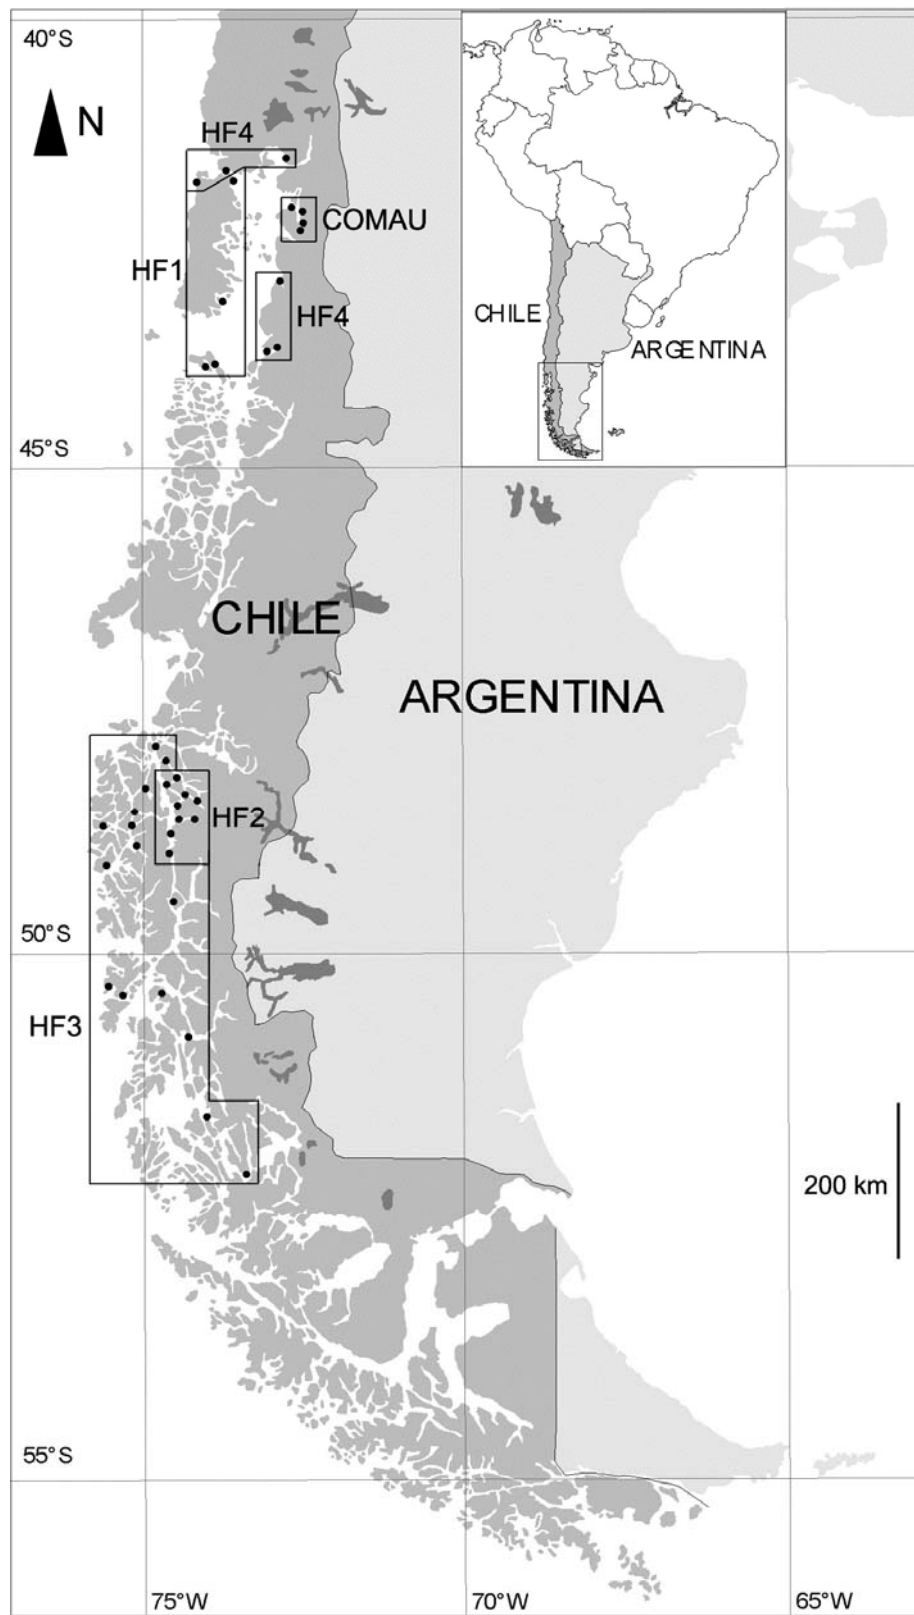 40°S
N
HF4
COMAU
HF1
HF4
CHILE
ARGENTINA
45°S
CHILE
ARGENTINA
HF2
50°S
HF3
200 km
55°S
75°W
70°W
65°W